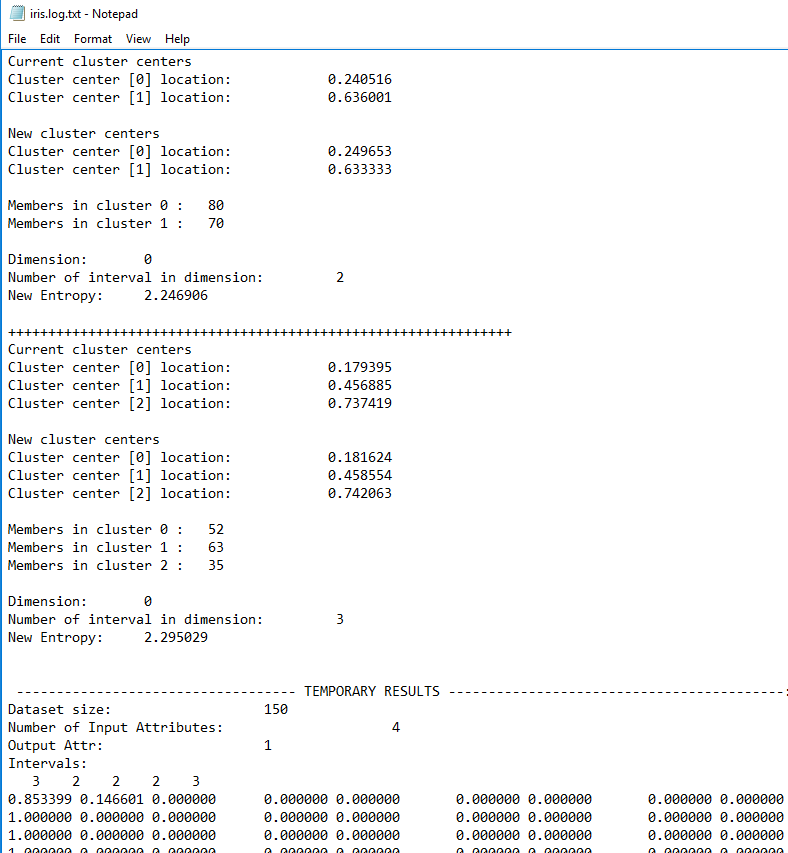 iris.log.txt - Notepad
File Edit Format View Help
Current cluster centers
Cluster center [0] location: 0.240516
Cluster center [1] location: 0.636001
New cluster centers
Cluster center [0] location: 0.249653
Cluster center [1] location: 0.633333
Members in cluster 0 : 80
Members in cluster 1 : 70
Dimension: 0
Number of interval in dimension: 2
New Entropy: 2.246906
+++++++++++++++++++++++++++++++++++++++++++++++++++++++++++++++
Current cluster centers
Cluster center [0] location: 0.179395
Cluster center [1] location: 0.456885
Cluster center [2] location: 0.737419
New cluster centers
Cluster center [0] location: 0.181624
Cluster center [1] location: 0.458554
Cluster center [2] location: 0.742063
Members in cluster 0 : 52
Members in cluster 1 : 63
Members in cluster 2 : 35
Dimension: 0
Number of interval in dimension: 3
New Entropy: 2.295029
----------------------------------- TEMPORARY RESULTS ------------------------------------------
Dataset size: 150
Number of Input Attributes: 4
Output Attr: 1
Intervals:
3 2 2 2 3
0.853399 0.146601 0.000000 0.000000 0.000000 0.000000 0.000000 0.000000 0.000000
1.000000 0.000000 0.000000 0.000000 0.000000 0.000000 0.000000 0.000000 0.000000
1.000000 0.000000 0.000000 0.000000 0.000000 0.000000 0.000000 0.000000 0.000000